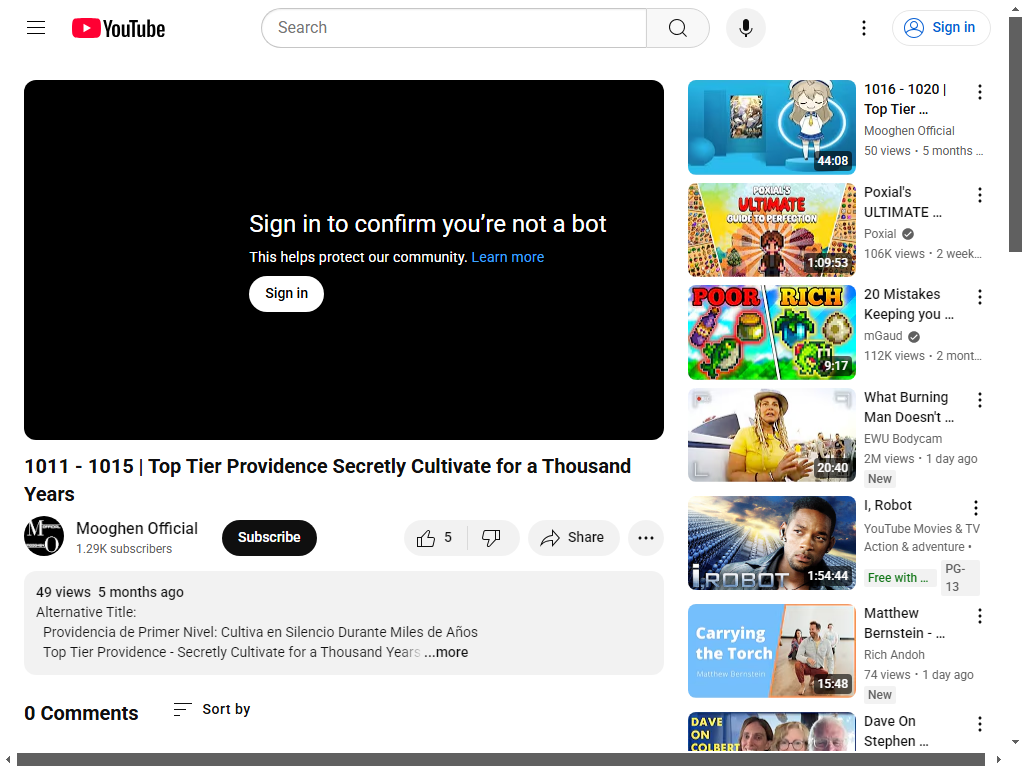 YouTube
Search
Sign in
Sign in to confirm you’re not a bot
This helps protect our community. Learn more
Sign in
1011 - 1015 | Top Tier Providence Secretly Cultivate for a Thousand
Years
Mooghen Official
1.29K subscribers
Subscribe
5
Share
49 views 5 months ago
Alternative Title:
Providencia de Primer Nivel: Cultiva en Silencio Durante Miles de Años
Top Tier Providence - Secretly Cultivate for a Thousand Years ...more
0 Comments
Sort by
44:08
1016 - 1020 |
Top Tier ...
Mooghen Official
50 views • 5 months ...
POXIAL'S
ULTIMATE
GUIDE TO PERFECTION
1:09:53
Poxial's
ULTIMATE ...
Poxial
106K views • 2 week...
POOR RICH
9:17
20 Mistakes
Keeping you ...
mGaud
112K views • 2 mont...
20:40
What Burning
Man Doesn't ...
EWU Bodycam
2M views • 1 day ago
New
I, ROBOT
1:54:44
I, Robot
YouTube Movies & TV
Action & adventure •
Free with ...
PG-
13
Carrying
the Torch
Matthew Bernstein
15:48
Matthew
Bernstein - ...
Rich Andoh
74 views • 1 day ago
New
DAVE
ON
COLBERT
Dave On
Stephen ...